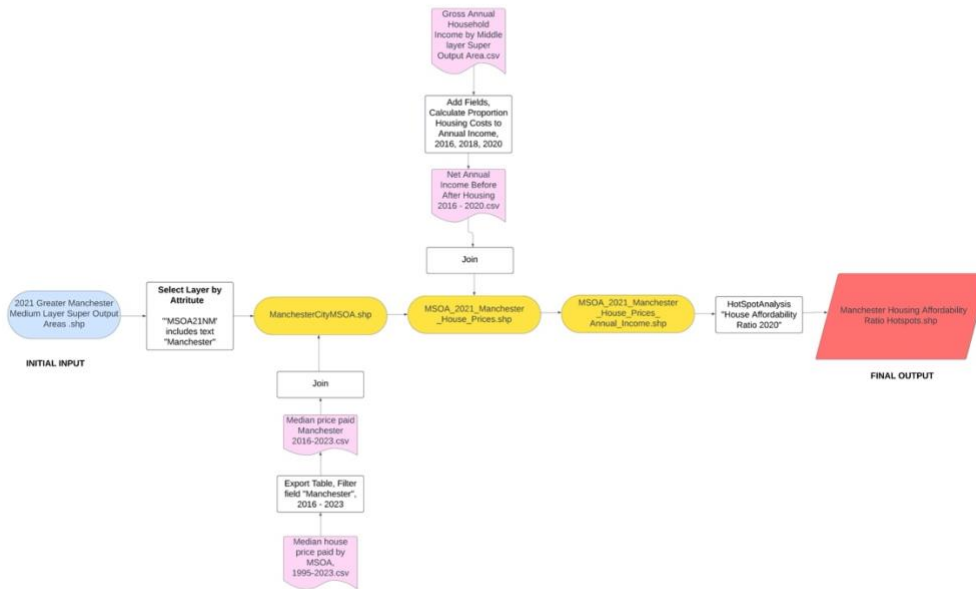 Gross Annual
Household
Income by Middle
layer Super
Output Area.csv
Add Fields,
Calculate Proportion
Housing Costs to
Annual Income,
2016, 2018, 2020
Net Annual
Income Before
After Housing
2016 - 2020.csv
Join
2021 Greater Manchester
Medium Layer Super Output
Areas .shp
INITIAL INPUT
Select Layer by
Attritute
"'MSOA21NM'
includes text
"Manchester"
ManchesterCityMSOA.shp
MSOA_2021_Manchester
_House_Prices.shp
MSOA_2021_Manchester
_House_Prices_
Annual_Income.shp
HotSpotAnalysis
"House Affordability
Ratio 2020"
Manchester Housing Affordability
Ratio Hotspots.shp
FINAL OUTPUT
Join
Median price paid
Manchester
2016-2023.csv
Export Table, Filter
field "Manchester",
2016 - 2023
Median house
price paid by
MSOA,
1995-2023.csv